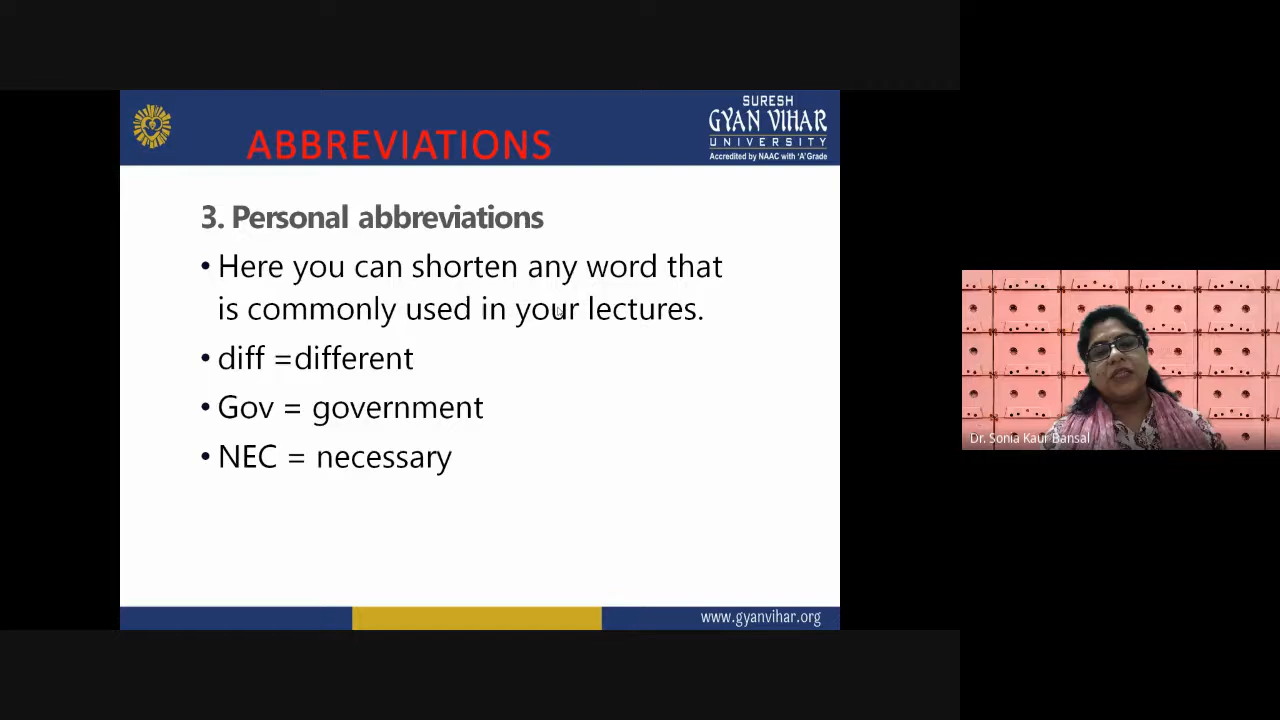 ABBREVIATIONS
SURESH
GYAN VIHAR
UNIVERSITY
Accredited by NAAC with 'A' Grade
3. Personal abbreviations
• Here you can shorten any word that
is commonly used in your lectures.
• diff =different
• Gov = government
• NEC = necessary
www.gyanvihar.org
Dr. Sonia Kaur Bansal